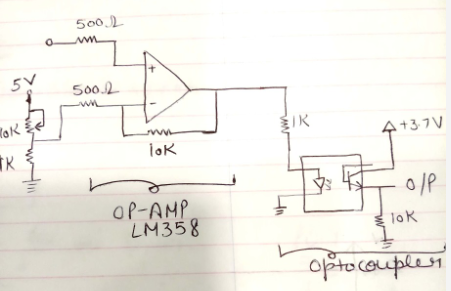 500Ω
+
5V
500Ω
-
10K
1K
10K
1K
+3.7V
O/P
10K
OP-AMP
LM358
optocoupler